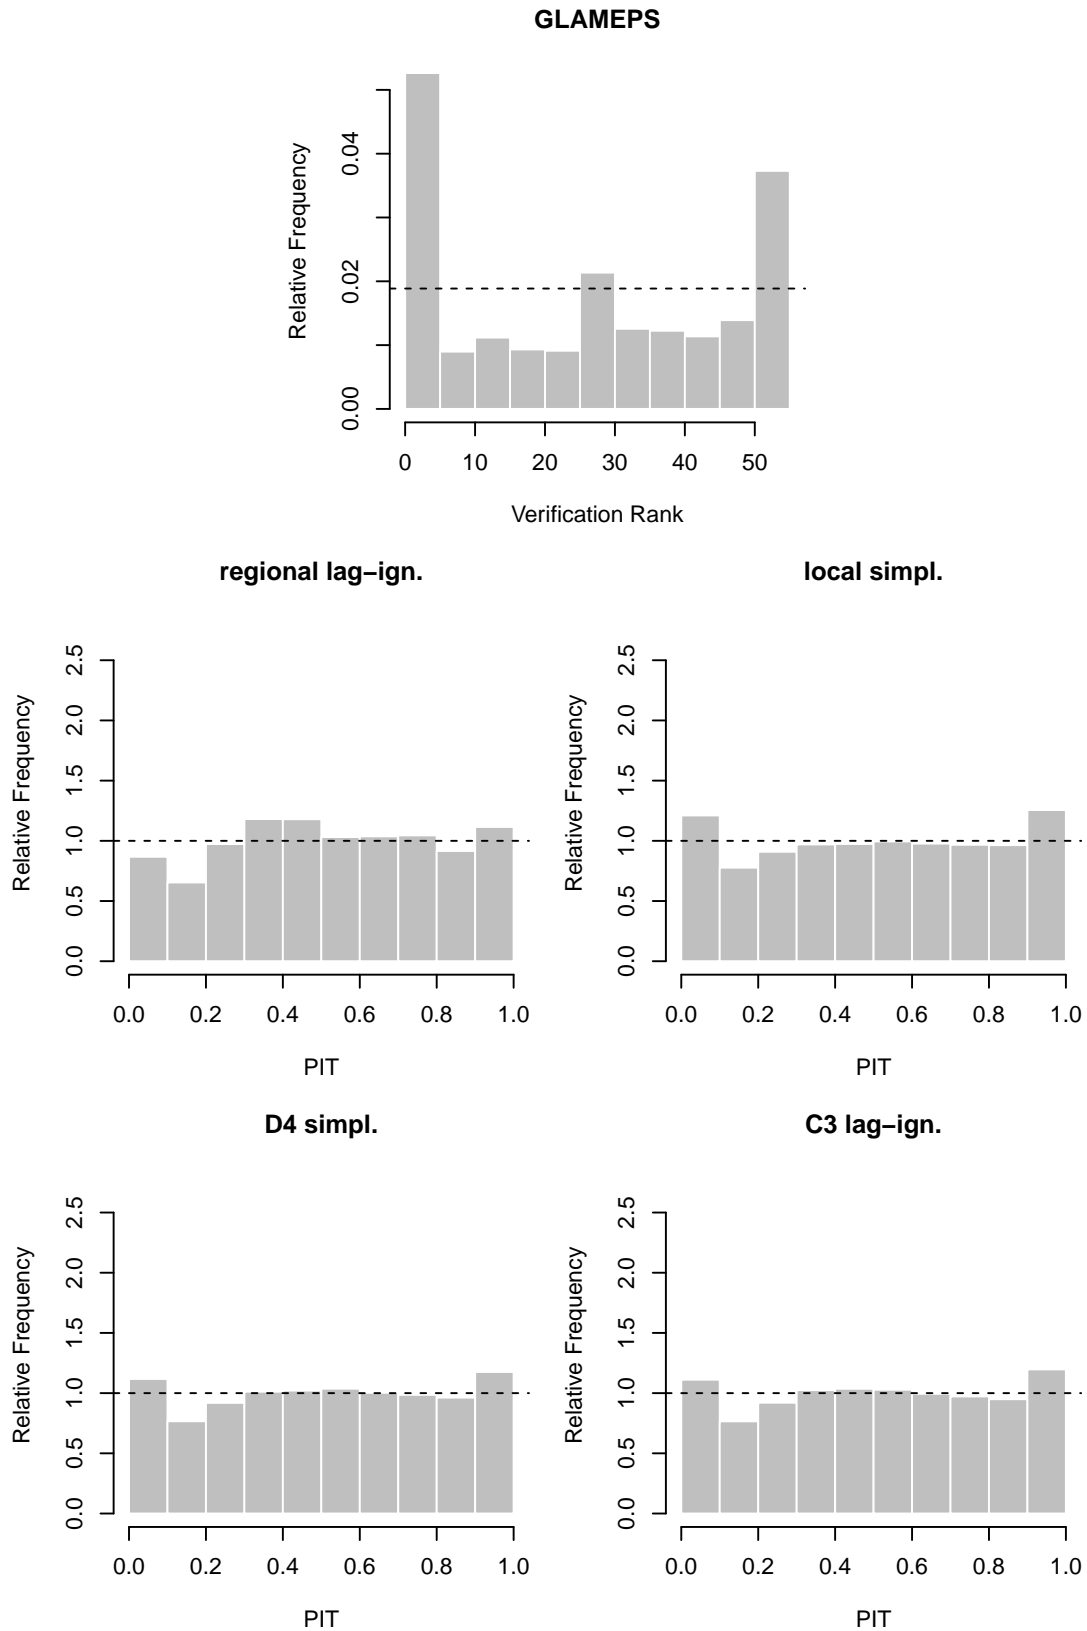 GLAMEPS
Relative Frequency
0.04
0.02
0.00
0 10 20 30 40 50
Verification Rank
regional lag−ign.
Relative Frequency
2.5
2.0
1.5
1.0
0.5
0.0
0.0 0.2 0.4 0.6 0.8 1.0
PIT
local simpl.
Relative Frequency
2.5
2.0
1.5
1.0
0.5
0.0
0.0 0.2 0.4 0.6 0.8 1.0
PIT
D4 simpl.
Relative Frequency
2.5
2.0
1.5
1.0
0.5
0.0
0.0 0.2 0.4 0.6 0.8 1.0
PIT
C3 lag−ign.
Relative Frequency
2.5
2.0
1.5
1.0
0.5
0.0
0.0 0.2 0.4 0.6 0.8 1.0
PIT